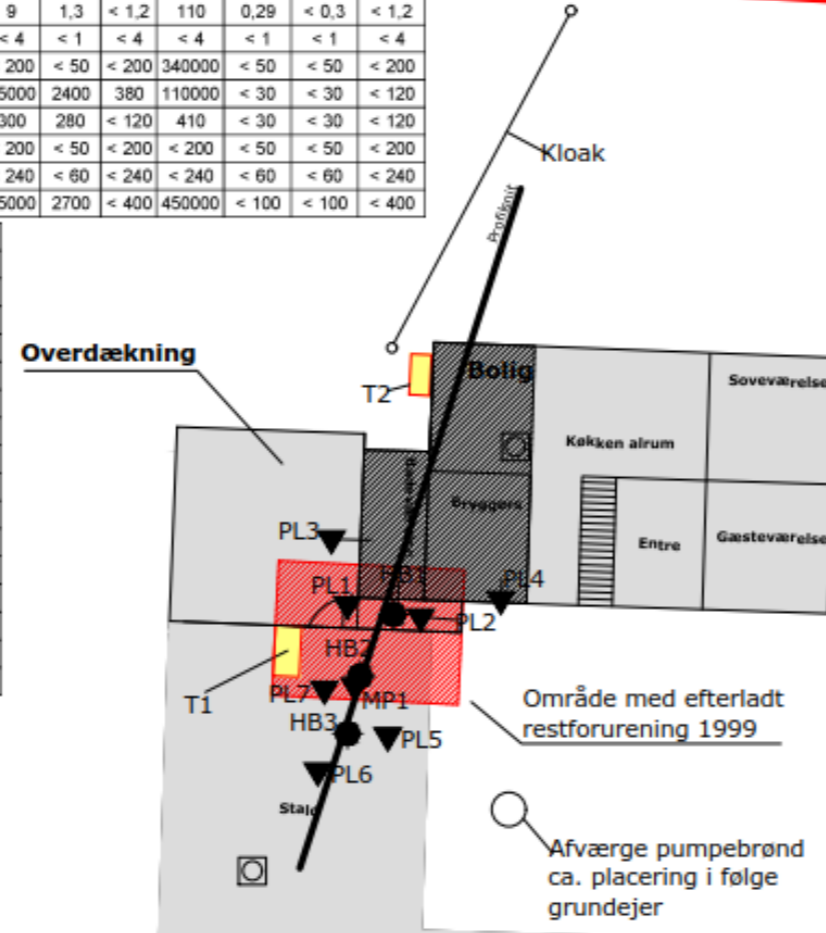 9 1,3 < 1,2 110 0,29 < 0,3 < 1,2
< 4 < 1 < 4 < 4 < 1 < 1 < 4
200 < 50 < 200 340000 < 50 < 50 < 200
5000 2400 380 110000 < 30 < 30 < 120
300 280 < 120 410 < 30 < 30 < 120
200 < 50 < 200 < 200 < 50 < 50 < 200
240 < 60 < 240 < 240 < 60 < 60 < 240
5000 2700 < 400 450000 < 100 < 100 < 400
Kloak
Profilsnit
Overdækning
T2
Bolig
Soveværelse
Køkken alrum
Bryggers
Entre
Gæsteværelse
PL3
PL1
HB1
PL4
PL2
HB2
T1
PL7
MP1
HB3
PL5
PL6
Stald
Område med efterladt
restforurening 1999
Afværge pumpebrønd
ca. placering i følge
grundejer